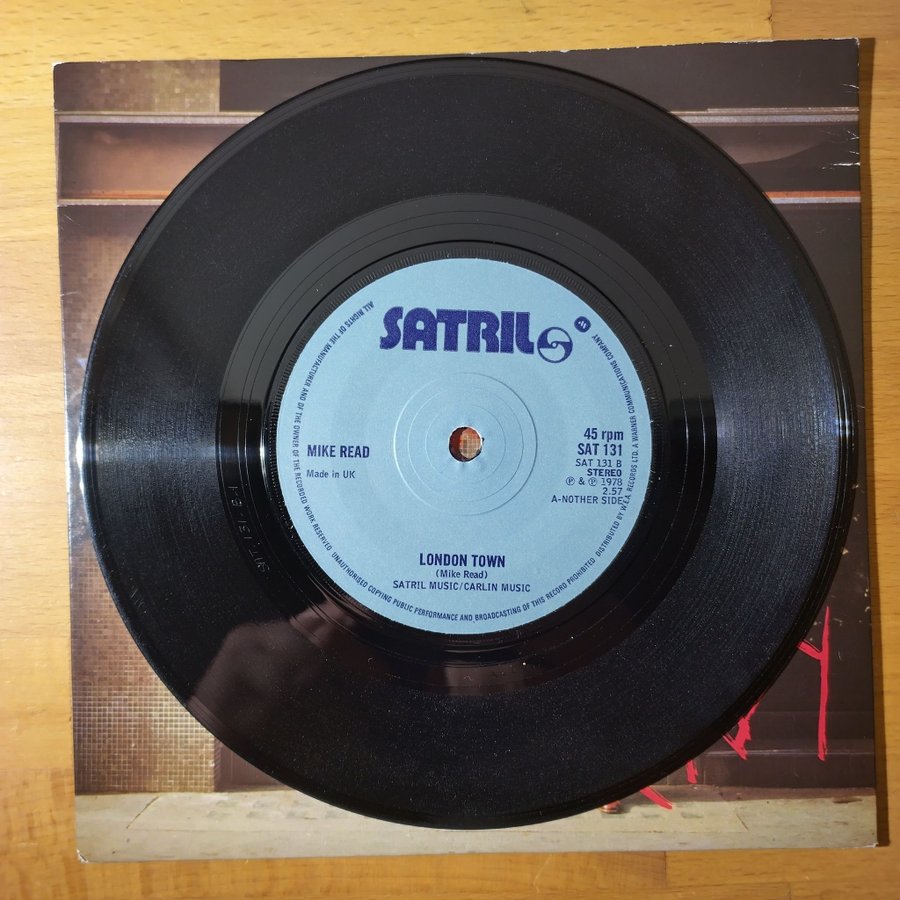 SATRIL
MIKE READ
Made in UK
45 rpm
SAT 131
SAT 131 B
STEREO
Ⓟ & Ⓟ 1978
2.57
A-NOTHER SIDE
LONDON TOWN
(Mike Read)
SATRIL MUSIC/CARLIN MUSIC
ALL RIGHTS OF THE MANUFACTURER AND OF THE OWNER OF THE RECORDED WORK RESERVED UNAUTHORISED COPYING PUBLIC PERFORMANCE AND BROADCASTING OF THIS RECORD PROHIBITED DISTRIBUTED BY W.E.A. RECORDS LTD. A WARNER COMMUNICATIONS COMPANY